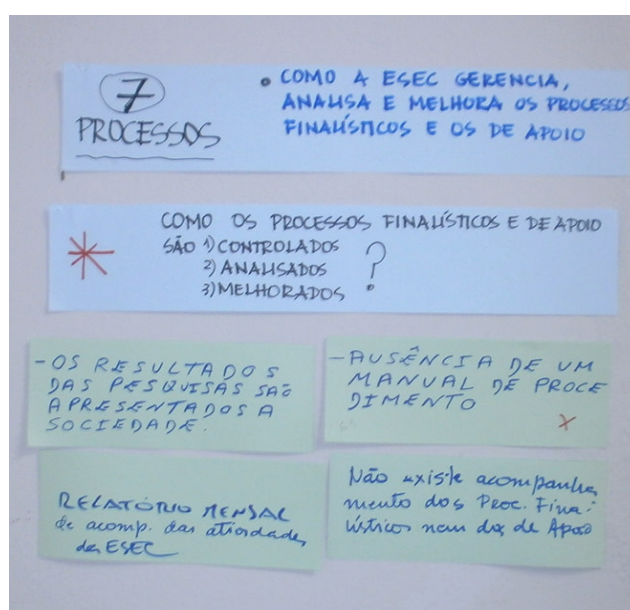 7
PROCESSOS
• COMO A ESEC GERENCIA,
ANALISA E MELHORA OS PROCESSOS
FINALÍSTICOS E OS DE APOIO
COMO OS PROCESSOS FINALÍSTICOS E DE APOIO
SÃO 1) CONTROLADOS
2) ANALISADOS
3) MELHORADOS ?
- OS RESULTADOS
DAS PESQUISAS SÃO
APRESENTADOS A
SOCIEDADE.
- AUSÊNCIA DE UM
MANUAL DE PROCE
DIMENTO
X
RELATÓRIO MENSAL
de acomp. das atividades
da ESEC
Não existe acompanha
mento dos Proc. Fina-
lísticos nem dos de Apoio